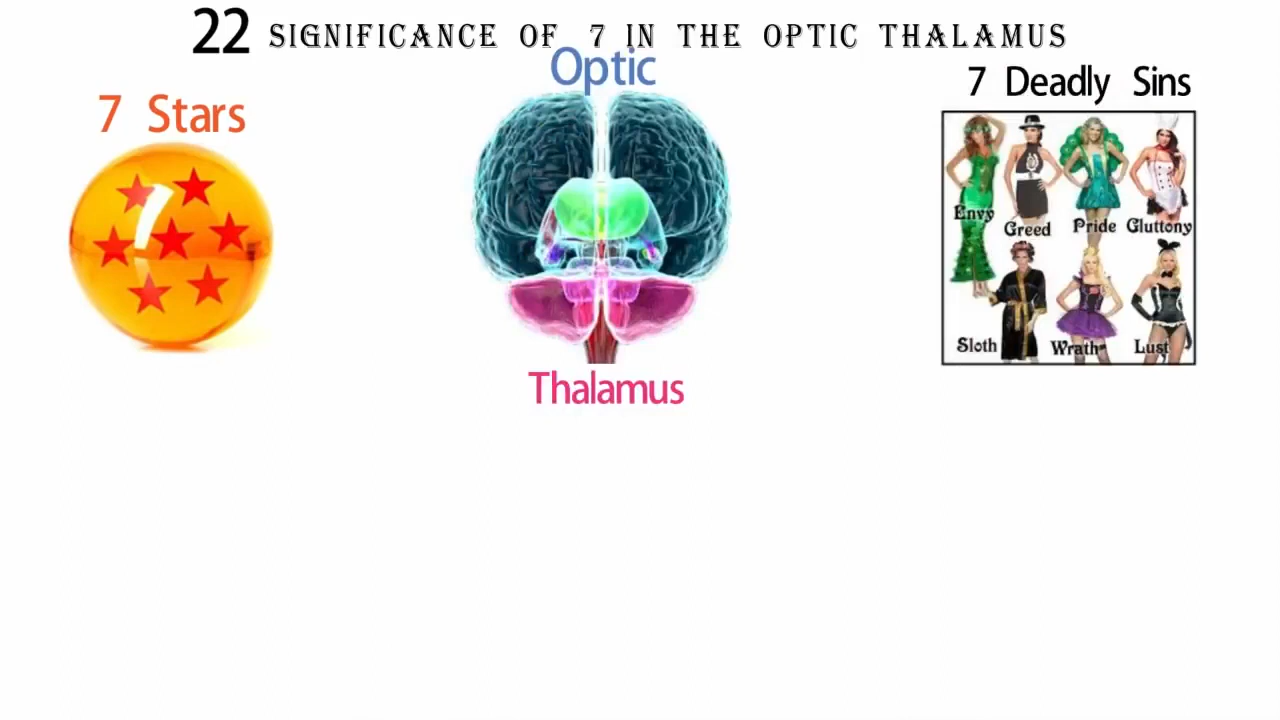 22 SIGNIFICANCE OF 7 IN THE OPTIC THALAMUS
7 Stars
Optic
Thalamus
7 Deadly Sins
Envy
Greed
Pride
Gluttony
Sloth
Wrath
Lust